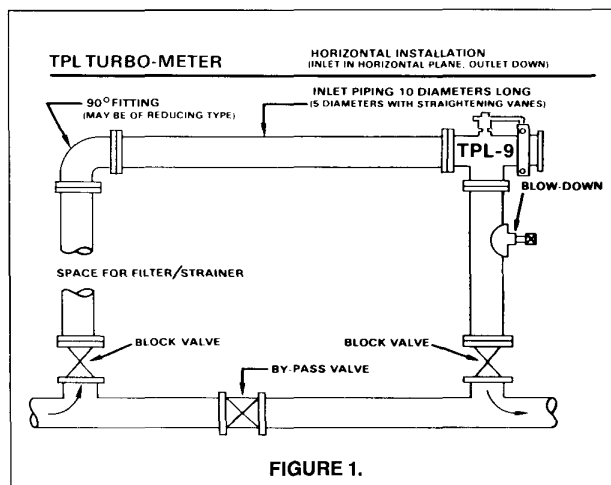 TPL TURBO-METER
HORIZONTAL INSTALLATION
(INLET IN HORIZONTAL PLANE, OUTLET DOWN)
90° FITTING
(MAY BE OF REDUCING TYPE)
INLET PIPING 10 DIAMETERS LONG
(5 DIAMETERS WITH STRAIGHTENING VANES)
TPL-9
BLOW-DOWN
SPACE FOR FILTER/STRAINER
BLOCK VALVE
BLOCK VALVE
BY-PASS VALVE
FIGURE 1.